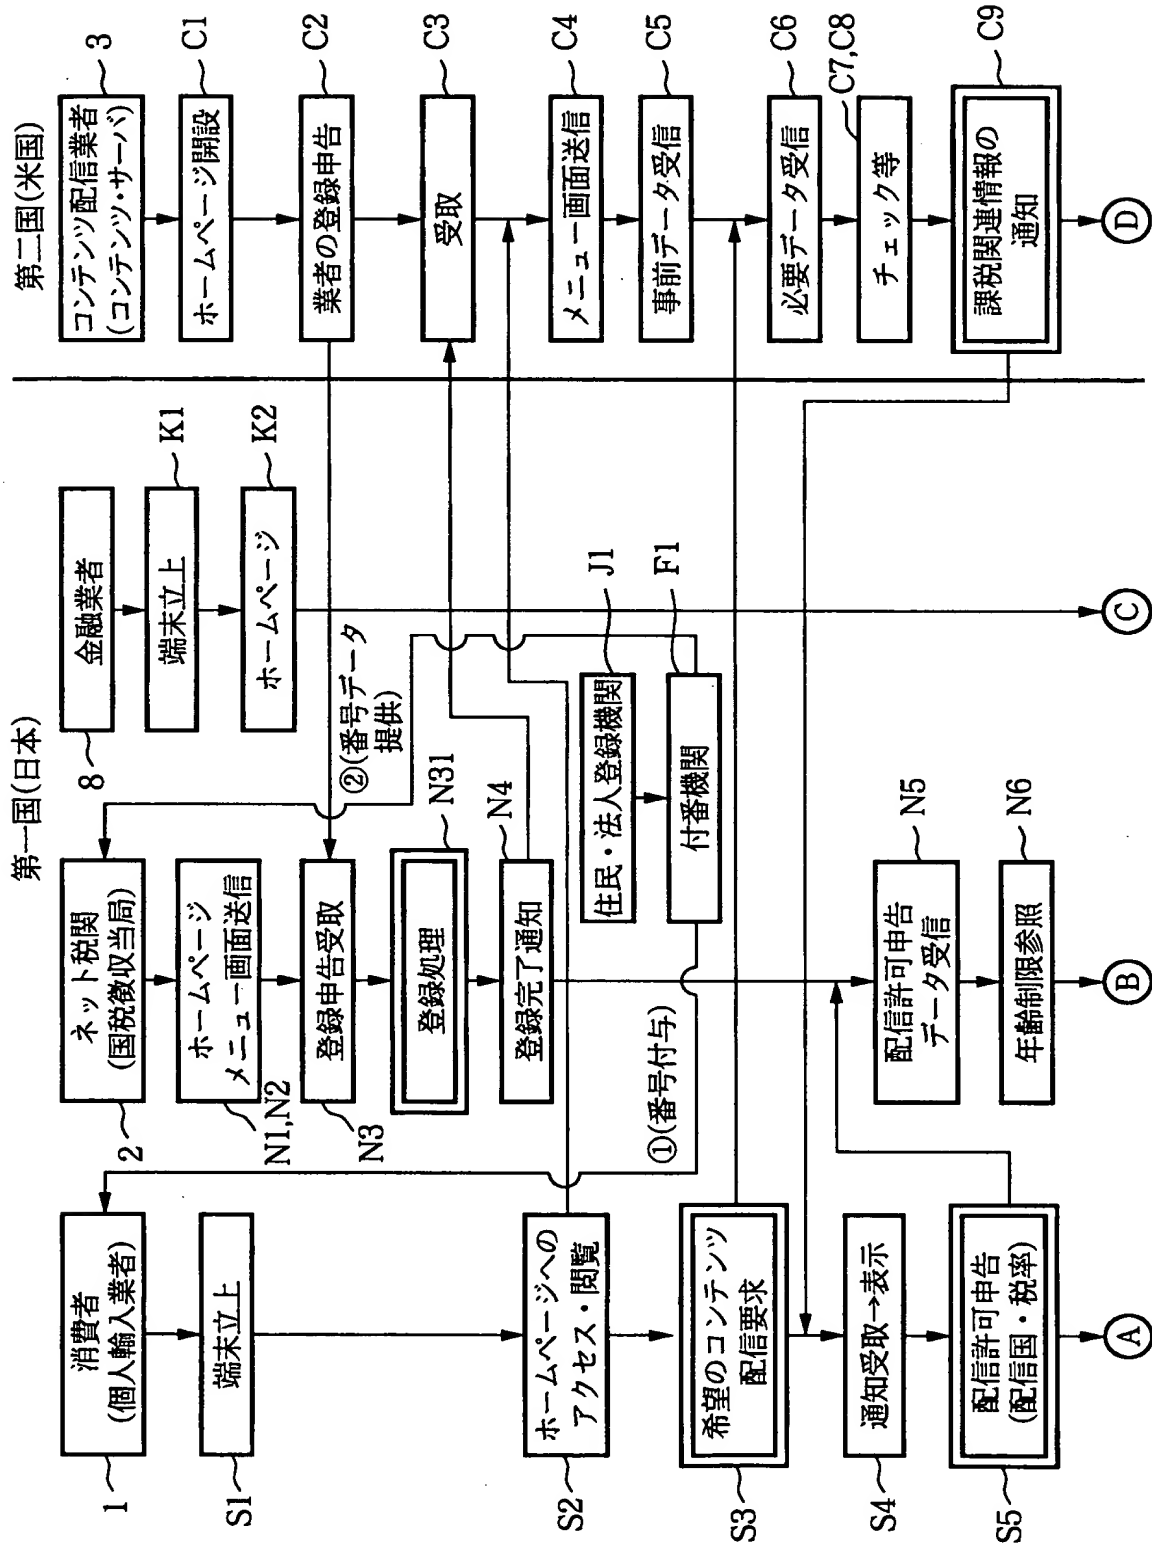 第一国(日本)
第二国(米国)
1
消費者
(個人輸入業者)
S1
端末立上
S2
ホームページへの
アクセス・閲覧
S3
希望のコンテンツ
配信要求
S4
通知受取→表示
S5
配信許可申告
(配信国・税率)
A
2
ネット税関
(国税徴収当局)
N1,N2
ホームページ
メニュー画面送信
N3
登録申告受取
登録処理
N31
登録完了通知
N4
①(番号付与)
②(番号データ
提供)
配信許可申告
データ受信
N5
年齢制限参照
N6
B
8
金融業者
端末立上
K1
ホームページ
K2
住民・法人登録機関
J1
付番機関
F1
C
コンテンツ配信業者
(コンテンツ・サーバ)
3
ホームページ開設
C1
業者の登録申告
C2
受取
C3
メニュー画面送信
C4
事前データ受信
C5
必要データ受信
C6
チェック等
C7,C8
課税関連情報の
通知
C9
D